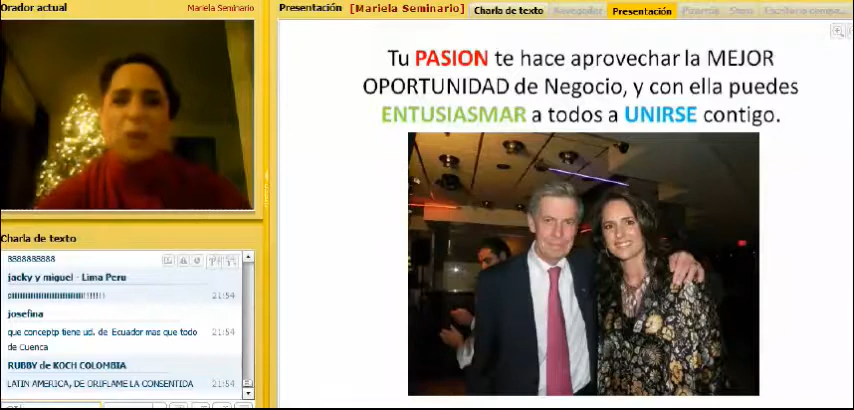 Orador actual
Mariela Seminario
Presentación
[Mariela Seminario]
Charla de texto
Navegador
Presentación
Pizarra
Tu PASION te hace aprovechar la MEJOR
OPORTUNIDAD de Negocio, y con ella puedes
ENTUSIASMAR a todos a UNIRSE contigo.
Charla de texto
jacky y miguel - Lima Peru
21:54
josefina
que conceptp tiene ud. de Ecuador mas que todo
21:54
de Cuenca
RUBBY de KOCH COLOMBIA
LATIN AMERICA, DE ORIFLAME LA CONSENTIDA
21:54